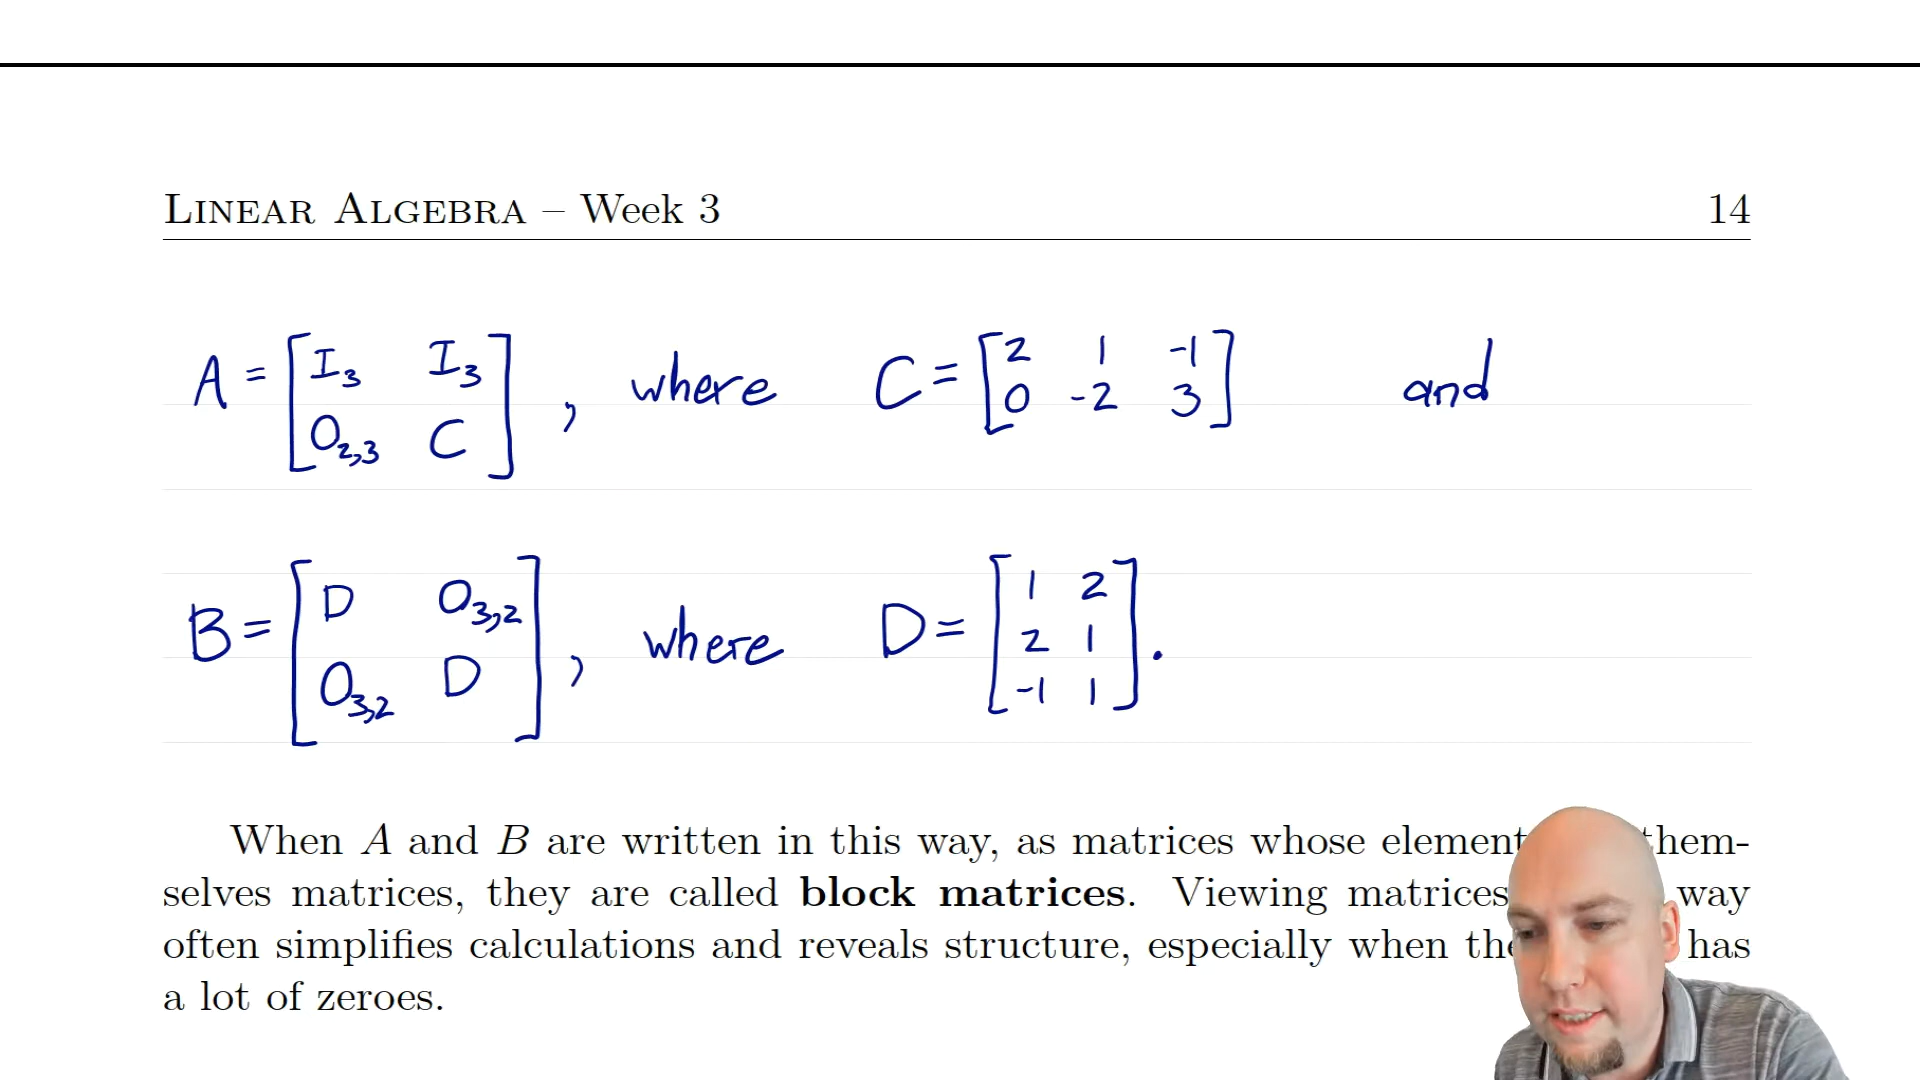 LINEAR ALGEBRA – Week 3 14
A = [ I₃ I₃ ; O₂,₃ C ] , where C = [ 2 1 -1 ; 0 -2 3 ] and
B = [ D O₃,₂ ; O₃,₂ D ] , where D = [ 1 2 ; 2 1 ; -1 1 ] .
When A and B are written in this way, as matrices whose them-
selves matrices, they are called block matrices. Viewing matrices way
often simplifies calculations and reveals structure, especially when has
a lot of zeroes.